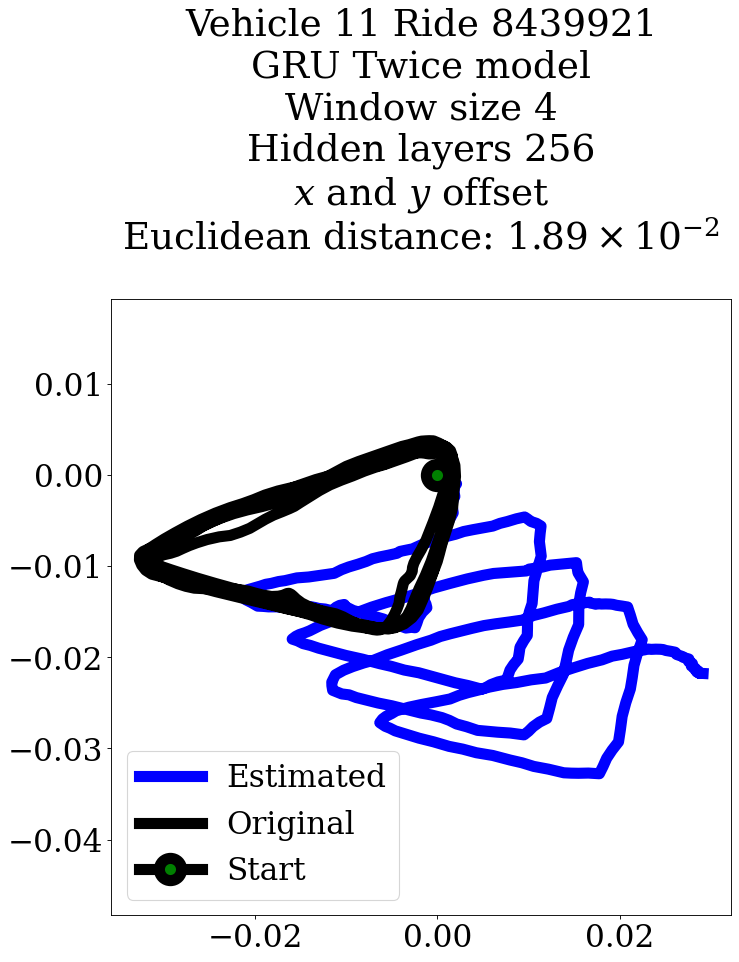 Vehicle 11 Ride 8439921
GRU Twice model
Window size 4
Hidden layers 256
x and y offset
Euclidean distance: 1.89 × 10⁻²
0.01
0.00
−0.01
−0.02
−0.03
−0.04
Estimated
Original
Start
−0.02 0.00 0.02